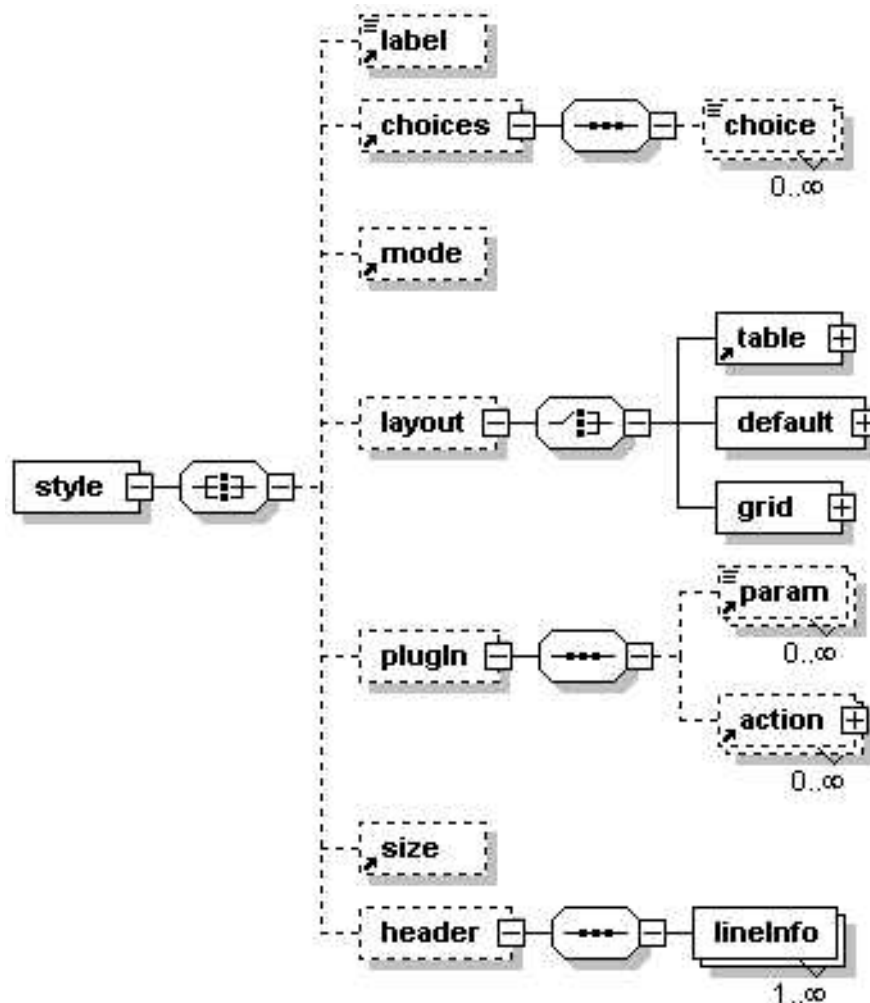 label
choices
choice
0..∞
mode
table
layout
default
style
grid
param
0..∞
plugIn
action
0..∞
size
header
lineInfo
1..∞